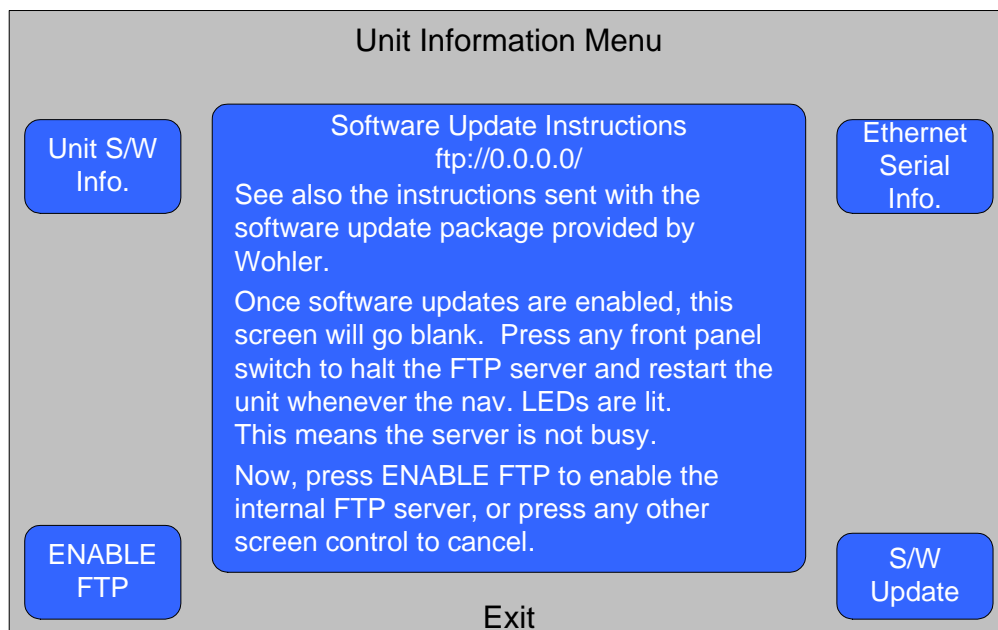 Unit Information Menu
Unit S/W
Info.
Software Update Instructions
ftp://0.0.0.0/
See also the instructions sent with the
software update package provided by
Wohler.
Once software updates are enabled, this
screen will go blank.  Press any front panel
switch to halt the FTP server and restart the
unit whenever the nav. LEDs are lit.
This means the server is not busy.
Now, press ENABLE FTP to enable the
internal FTP server, or press any other
screen control to cancel.
Ethernet
Serial
Info.
ENABLE
FTP
S/W
Update
Exit